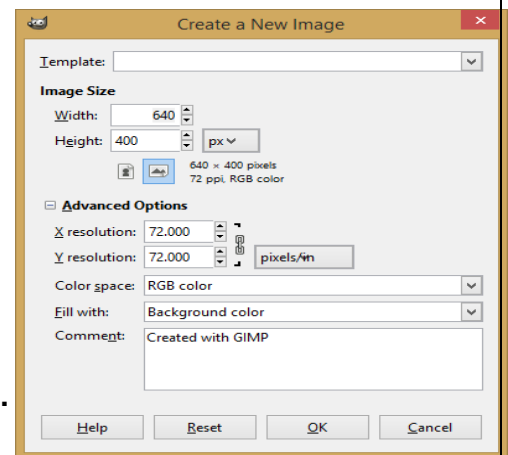 Create a New Image
Template:
Image Size
Width: 640
Height: 400 px
640 × 400 pixels
72 ppi, RGB color
Advanced Options
X resolution: 72.000
Y resolution: 72.000 pixels/in
Color space: RGB color
Fill with: Background color
Comment: Created with GIMP
.
Help Reset OK Cancel